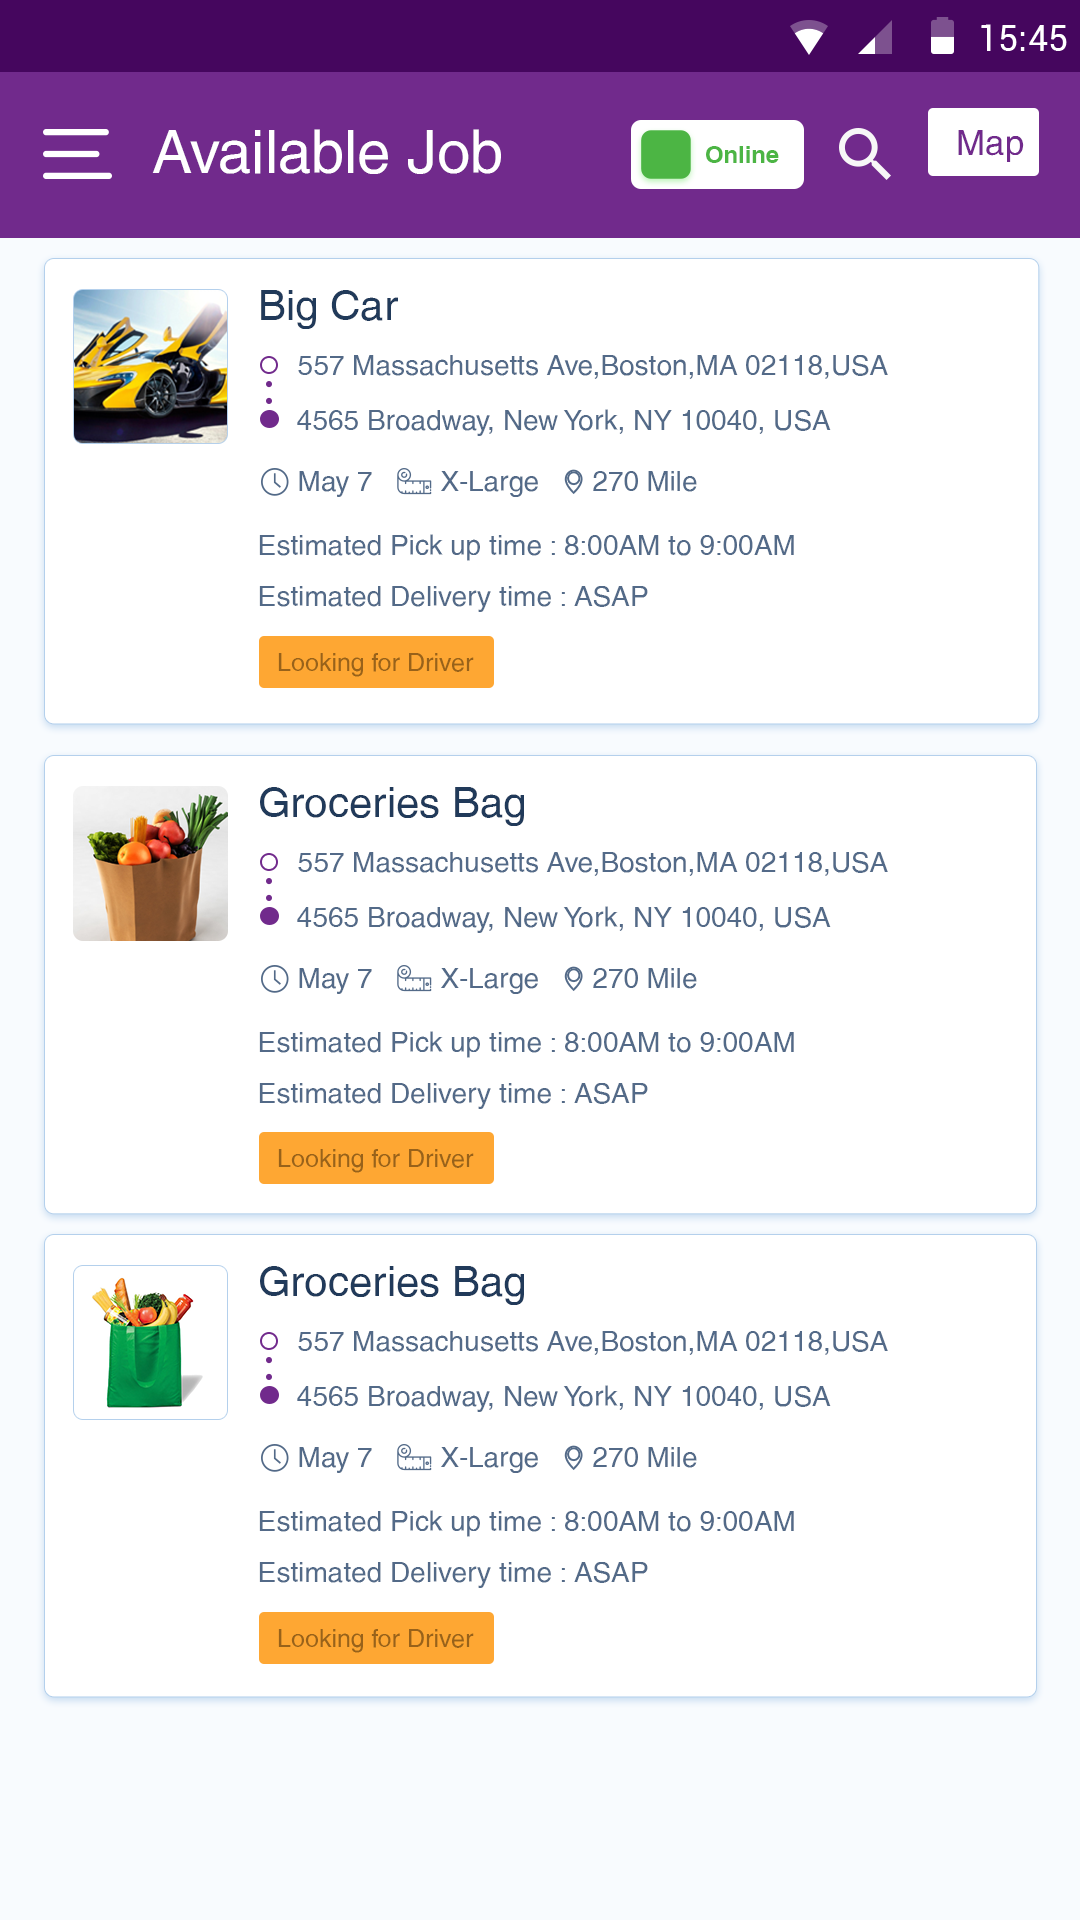 15:45
Available Job
Online
Map
Big Car
557 Massachusetts Ave,Boston,MA 02118,USA
4565 Broadway, New York, NY 10040, USA
May 7 X-Large 270 Mile
Estimated Pick up time : 8:00AM to 9:00AM
Estimated Delivery time : ASAP
Looking for Driver
Groceries Bag
557 Massachusetts Ave,Boston,MA 02118,USA
4565 Broadway, New York, NY 10040, USA
May 7 X-Large 270 Mile
Estimated Pick up time : 8:00AM to 9:00AM
Estimated Delivery time : ASAP
Looking for Driver
Groceries Bag
557 Massachusetts Ave,Boston,MA 02118,USA
4565 Broadway, New York, NY 10040, USA
May 7 X-Large 270 Mile
Estimated Pick up time : 8:00AM to 9:00AM
Estimated Delivery time : ASAP
Looking for Driver